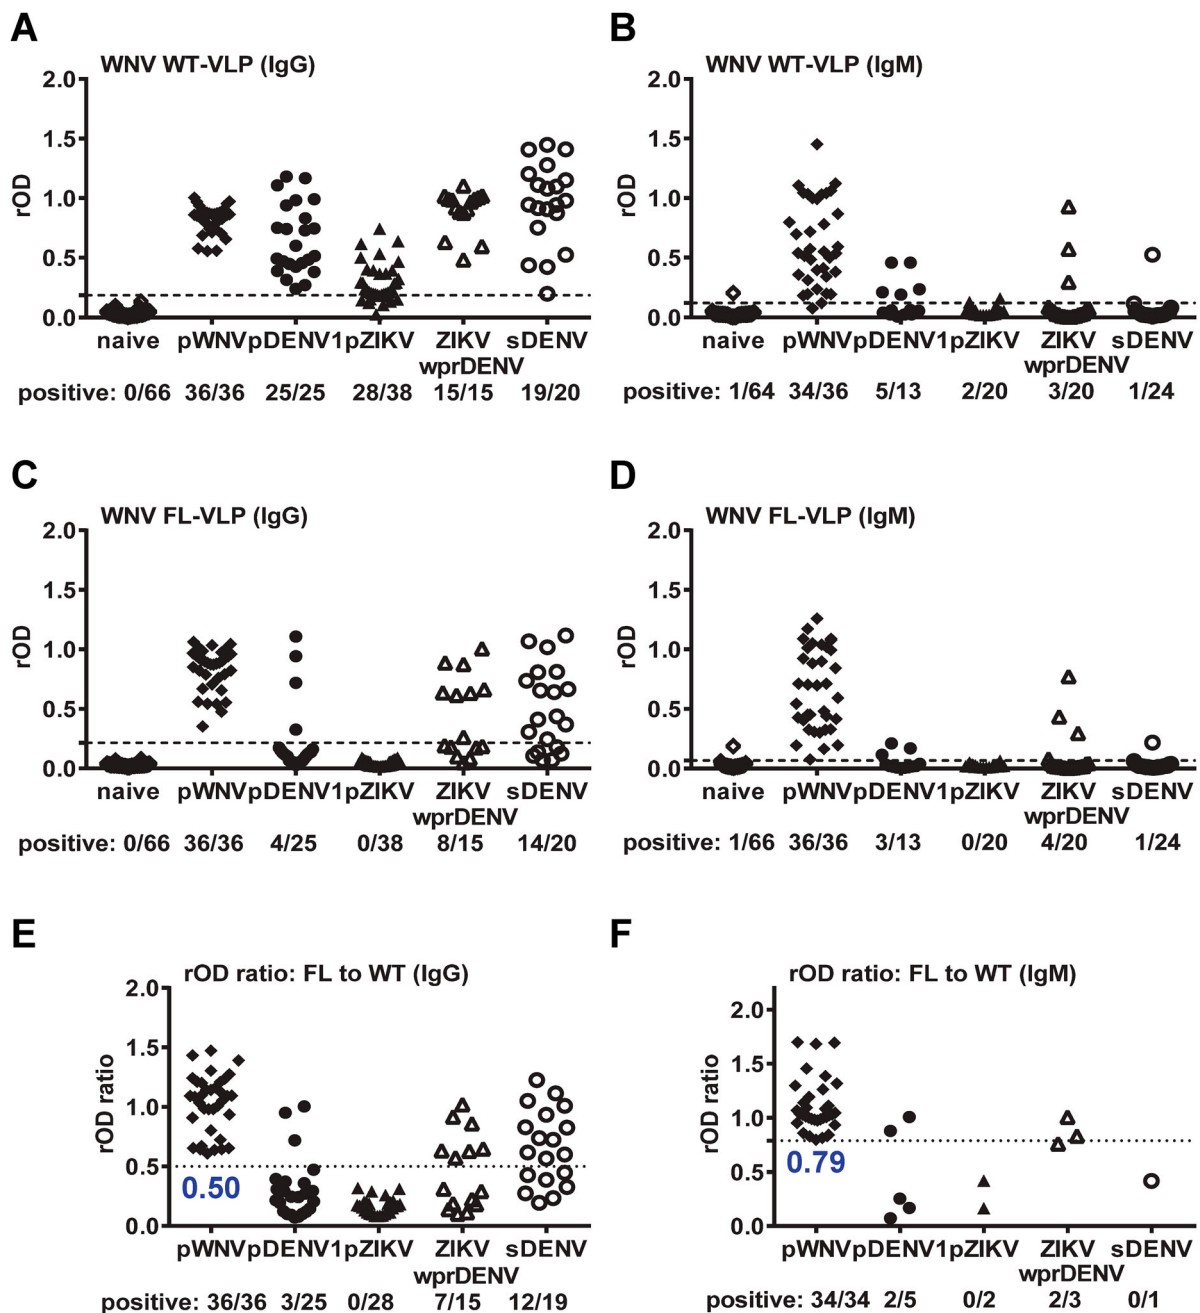 A
WNV WT-VLP (IgG)
2.0
1.5
1.0
0.5
0.0
rOD
naive pWNV pDENV1 pZIKV ZIKV sDENV
wprDENV
positive: 0/66 36/36 25/25 28/38 15/15 19/20
B
WNV WT-VLP (IgM)
2.0
1.5
1.0
0.5
0.0
rOD
naive pWNV pDENV1 pZIKV ZIKV sDENV
wprDENV
positive: 1/64 34/36 5/13 2/20 3/20 1/24
C
WNV FL-VLP (IgG)
2.0
1.5
1.0
0.5
0.0
rOD
naive pWNV pDENV1 pZIKV ZIKV sDENV
wprDENV
positive: 0/66 36/36 4/25 0/38 8/15 14/20
D
WNV FL-VLP (IgM)
2.0
1.5
1.0
0.5
0.0
rOD
naive pWNV pDENV1 pZIKV ZIKV sDENV
wprDENV
positive: 1/66 36/36 3/13 0/20 4/20 1/24
E
rOD ratio: FL to WT (IgG)
2.0
1.5
1.0
0.5
0.0
rOD ratio
0.50
pWNV pDENV1 pZIKV ZIKV sDENV
wprDENV
positive: 36/36 3/25 0/28 7/15 12/19
F
rOD ratio: FL to WT (IgM)
2.0
1.5
1.0
0.5
0.0
rOD ratio
0.79
pWNV pDENV1 pZIKV ZIKV sDENV
wprDENV
positive: 34/34 2/5 0/2 2/3 0/1